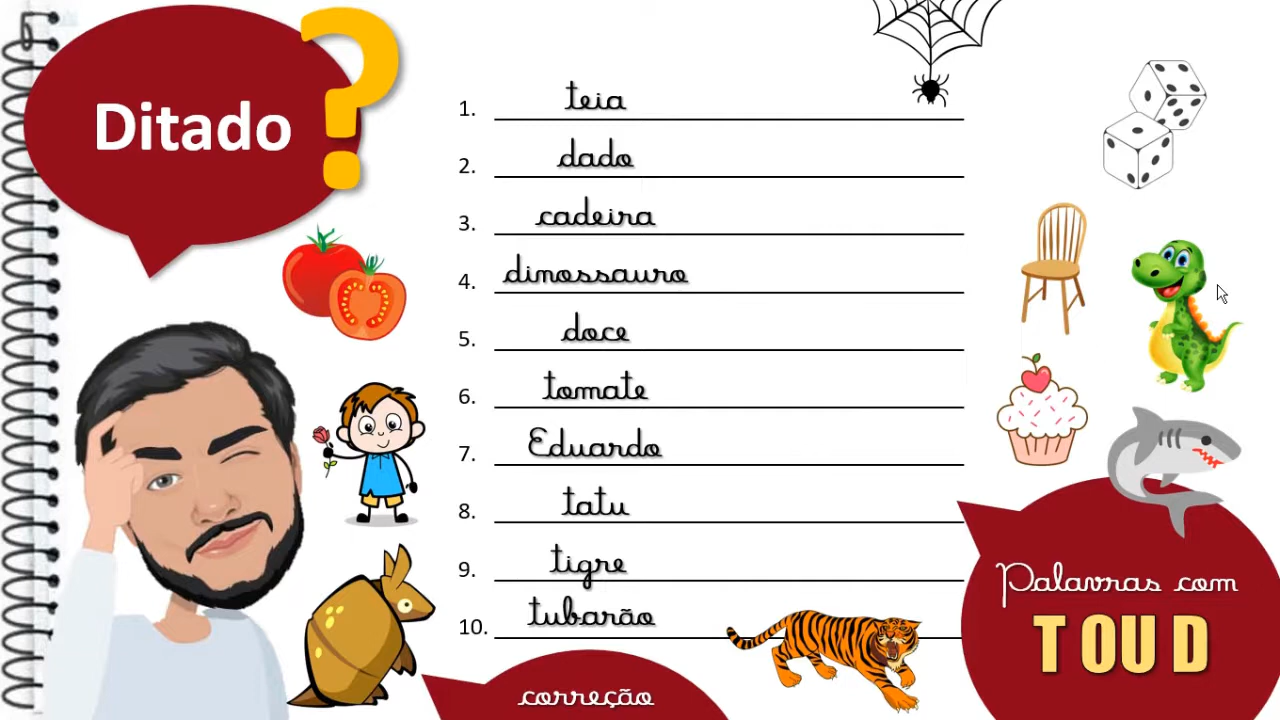 Ditado
?
1. teia
2. dado
3. cadeira
4. dinossauro
5. doce
6. tomate
7. Eduardo
8. tatu
9. tigre
10. tubarão
Palavras com
T OU D
correção